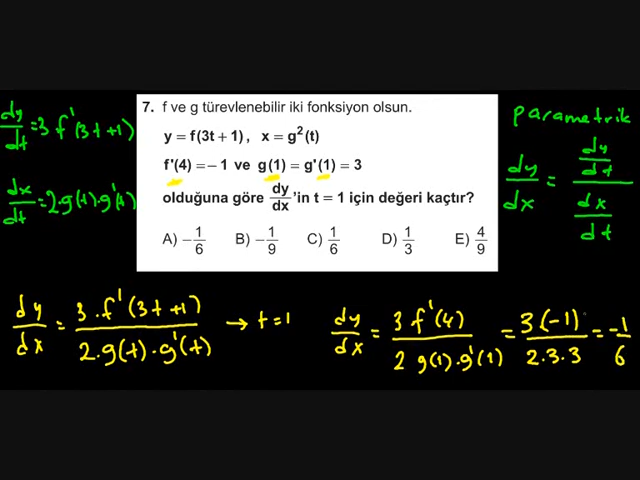 7. f ve g türevlenebilir iki fonksiyon olsun.
y = f(3t + 1) , x = g²(t)
f'(4) = – 1 ve g(1) = g'(1) = 3
olduğuna göre dy/dx 'in t = 1 için değeri kaçtır?
A) –1/6 B) –1/9 C) 1/6 D) 1/3 E) 4/9
dy/dt = 3 f'(3t+1)
dx/dt = 2g(t).g'(t)
parametrik
dy/dx = (dy/dt)/(dx/dt)
dy/dx = 3.f'(3t+1)/2.g(t).g'(t) → t=1
dy/dx = 3f'(4)/2 g(1).g'(1) = 3(-1)/2.3.3 = -1/6